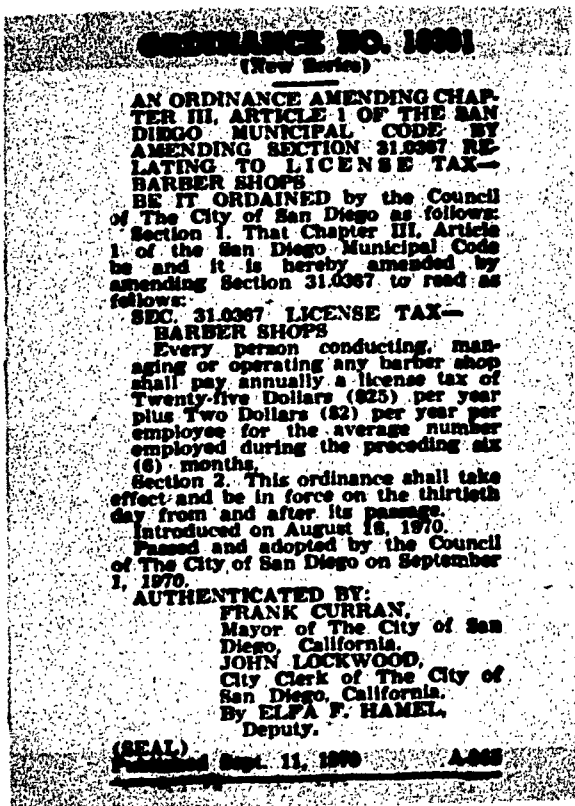 ORDINANCE NO.
(New Series)
AN ORDINANCE AMENDING CHAP-
TER III, ARTICLE 1 OF THE SAN
DIEGO MUNICIPAL CODE BY
AMENDING SECTION 31.0367 RE-
LATING TO LICENSE TAX—
BARBER SHOPS
BE IT ORDAINED by the Council
of The City of San Diego as follows:
Section 1. That Chapter III, Article
1 of the San Diego Municipal Code
be and it is hereby amended by
amending Section 31.0367 to read as
follows:
SEC. 31.0367 LICENSE TAX—
BARBER SHOPS
Every person conducting, man-
aging or operating any barber shop
shall pay annually a license tax of
Twenty-five Dollars ($25) per year
plus Two Dollars ($2) per year per
employee for the average number
employed during the preceding six
(6) months.
Section 2. This ordinance shall take
effect and be in force on the thirtieth
day from and after its passage.
Introduced on August 18, 1970.
Passed and adopted by the Council
of The City of San Diego on September
1, 1970.
AUTHENTICATED BY:
FRANK CURRAN,
Mayor of The City of San
Diego, California.
JOHN LOCKWOOD,
City Clerk of The City of
San Diego, California.
By ELFA F. HAMEL,
Deputy.
(SEAL)
Published Sept. 11, 1970